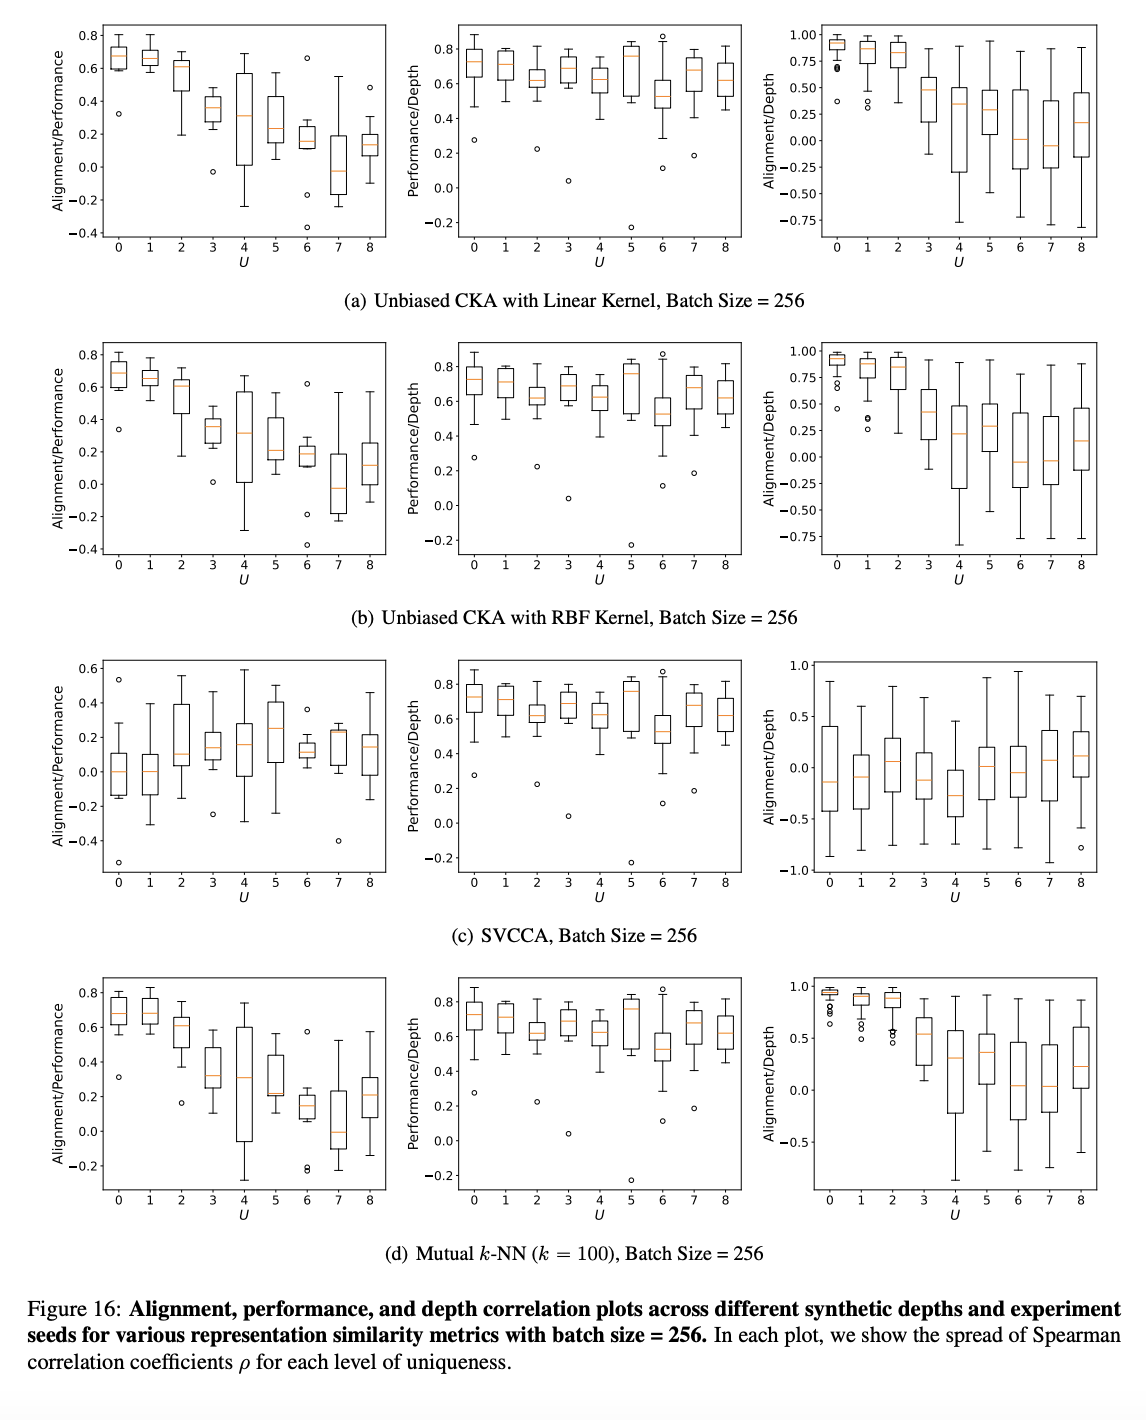 Alignment/Performance
0.8
0.6
0.4
0.2
0.0
−0.2
−0.4
0 1 2 3 4 5 6 7 8
U
Performance/Depth
0.8
0.6
0.4
0.2
0.0
−0.2
0 1 2 3 4 5 6 7 8
U
Alignment/Depth
1.00
0.75
0.50
0.25
0.00
−0.25
−0.50
−0.75
0 1 2 3 4 5 6 7 8
U
(a) Unbiased CKA with Linear Kernel, Batch Size = 256
Alignment/Performance
0.8
0.6
0.4
0.2
0.0
−0.2
−0.4
0 1 2 3 4 5 6 7 8
U
Performance/Depth
0.8
0.6
0.4
0.2
0.0
−0.2
0 1 2 3 4 5 6 7 8
U
Alignment/Depth
1.00
0.75
0.50
0.25
0.00
−0.25
−0.50
−0.75
0 1 2 3 4 5 6 7 8
U
(b) Unbiased CKA with RBF Kernel, Batch Size = 256
Alignment/Performance
0.6
0.4
0.2
0.0
−0.2
−0.4
0 1 2 3 4 5 6 7 8
U
Performance/Depth
0.8
0.6
0.4
0.2
0.0
−0.2
0 1 2 3 4 5 6 7 8
U
Alignment/Depth
1.0
0.5
0.0
−0.5
−1.0
0 1 2 3 4 5 6 7 8
U
(c) SVCCA, Batch Size = 256
Alignment/Performance
0.8
0.6
0.4
0.2
0.0
−0.2
0 1 2 3 4 5 6 7 8
U
Performance/Depth
0.8
0.6
0.4
0.2
0.0
−0.2
0 1 2 3 4 5 6 7 8
U
Alignment/Depth
1.0
0.5
0.0
−0.5
0 1 2 3 4 5 6 7 8
U
(d) Mutual k-NN (k = 100), Batch Size = 256
Figure 16: Alignment, performance, and depth correlation plots across different synthetic depths and experiment
seeds for various representation similarity metrics with batch size = 256. In each plot, we show the spread of Spearman
correlation coefficients ρ for each level of uniqueness.